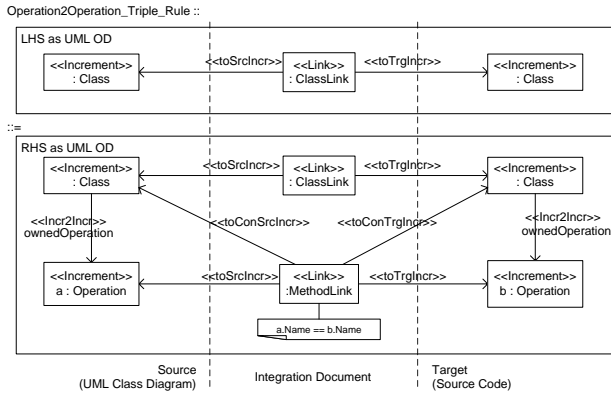 Operation2Operation_Triple_Rule ::
LHS as UML OD
<<Increment>>
: Class
<<toSrcIncr>>
<<Link>>
: ClassLink
<<toTrgIncr>>
<<Increment>>
: Class
::=
RHS as UML OD
<<Increment>>
: Class
<<toSrcIncr>>
<<Link>>
: ClassLink
<<toTrgIncr>>
<<Increment>>
: Class
<<Incr2Incr>>
ownedOperation
<<toConSrcIncr>>
<<toConTrgIncr>>
<<Incr2Incr>>
ownedOperation
<<Increment>>
a : Operation
<<toSrcIncr>>
<<Link>>
:MethodLink
<<toTrgIncr>>
<<Increment>>
b : Operation
a.Name == b.Name
Source
(UML Class Diagram)
Integration Document
Target
(Source Code)